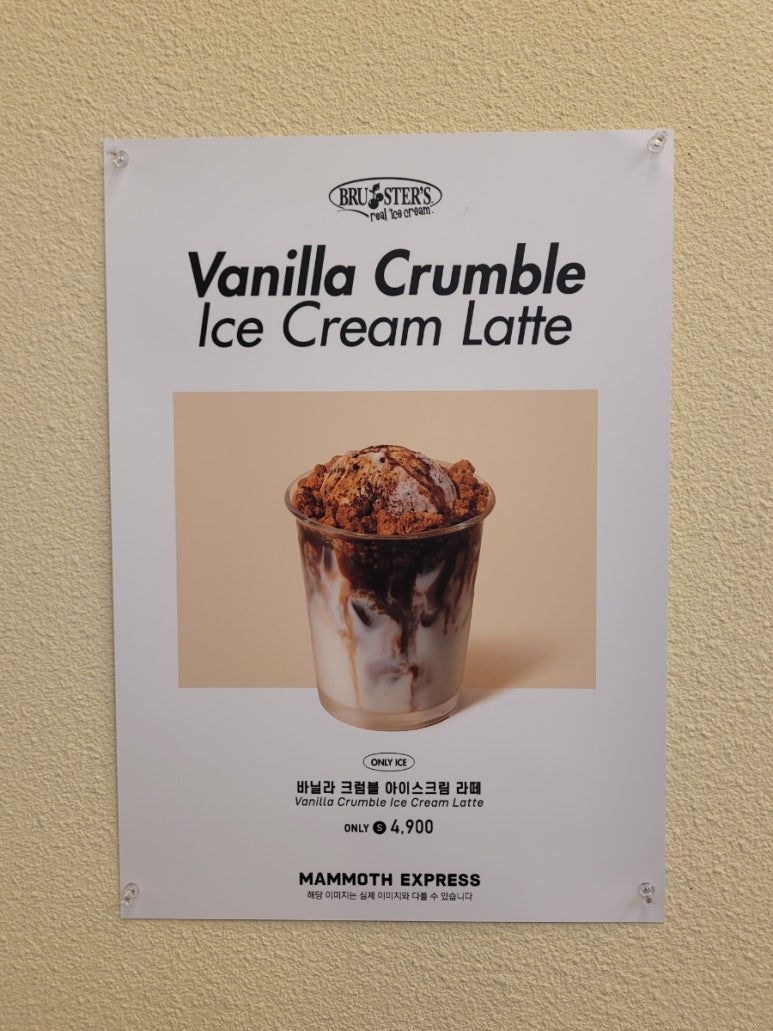 BRUSTER'S
real ice cream
Vanilla Crumble
Ice Cream Latte
ONLY ICE
바닐라 크럼블 아이스크림 라떼
Vanilla Crumble Ice Cream Latte
ONLY S 4,900
MAMMOTH EXPRESS
해당 이미지는 실제 이미지와 다를 수 있습니다